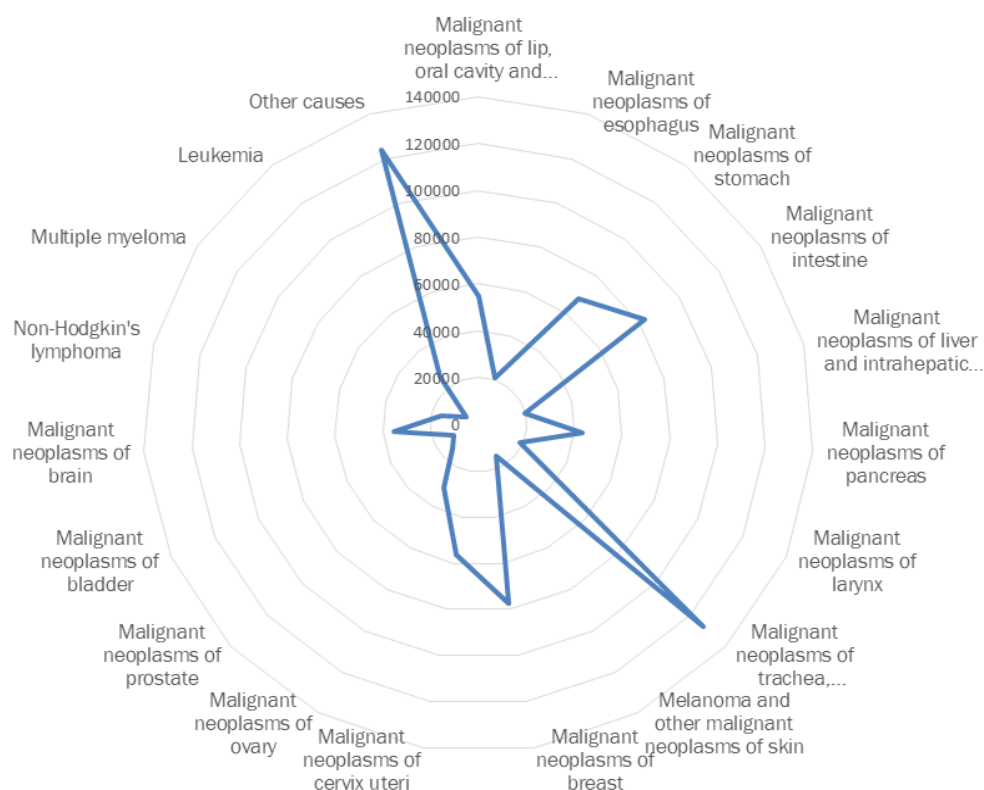 Malignant
neoplasms of lip,
oral cavity and...
Malignant
neoplasms of
esophagus
Malignant
neoplasms of
stomach
Malignant
neoplasms of
intestine
Malignant
neoplasms of liver
and intrahepatic...
Malignant
neoplasms of
pancreas
Malignant
neoplasms of
larynx
Malignant
neoplasms of
trachea,...
Melanoma and
other malignant
neoplasms of skin
Malignant
neoplasms of
breast
Malignant
neoplasms of
cervix uteri
Malignant
neoplasms of
ovary
Malignant
neoplasms of
prostate
Malignant
neoplasms of
bladder
Malignant
neoplasms of
brain
Non-Hodgkin's
lymphoma
Multiple myeloma
Leukemia
Other causes
140000
120000
100000
80000
60000
40000
20000
0